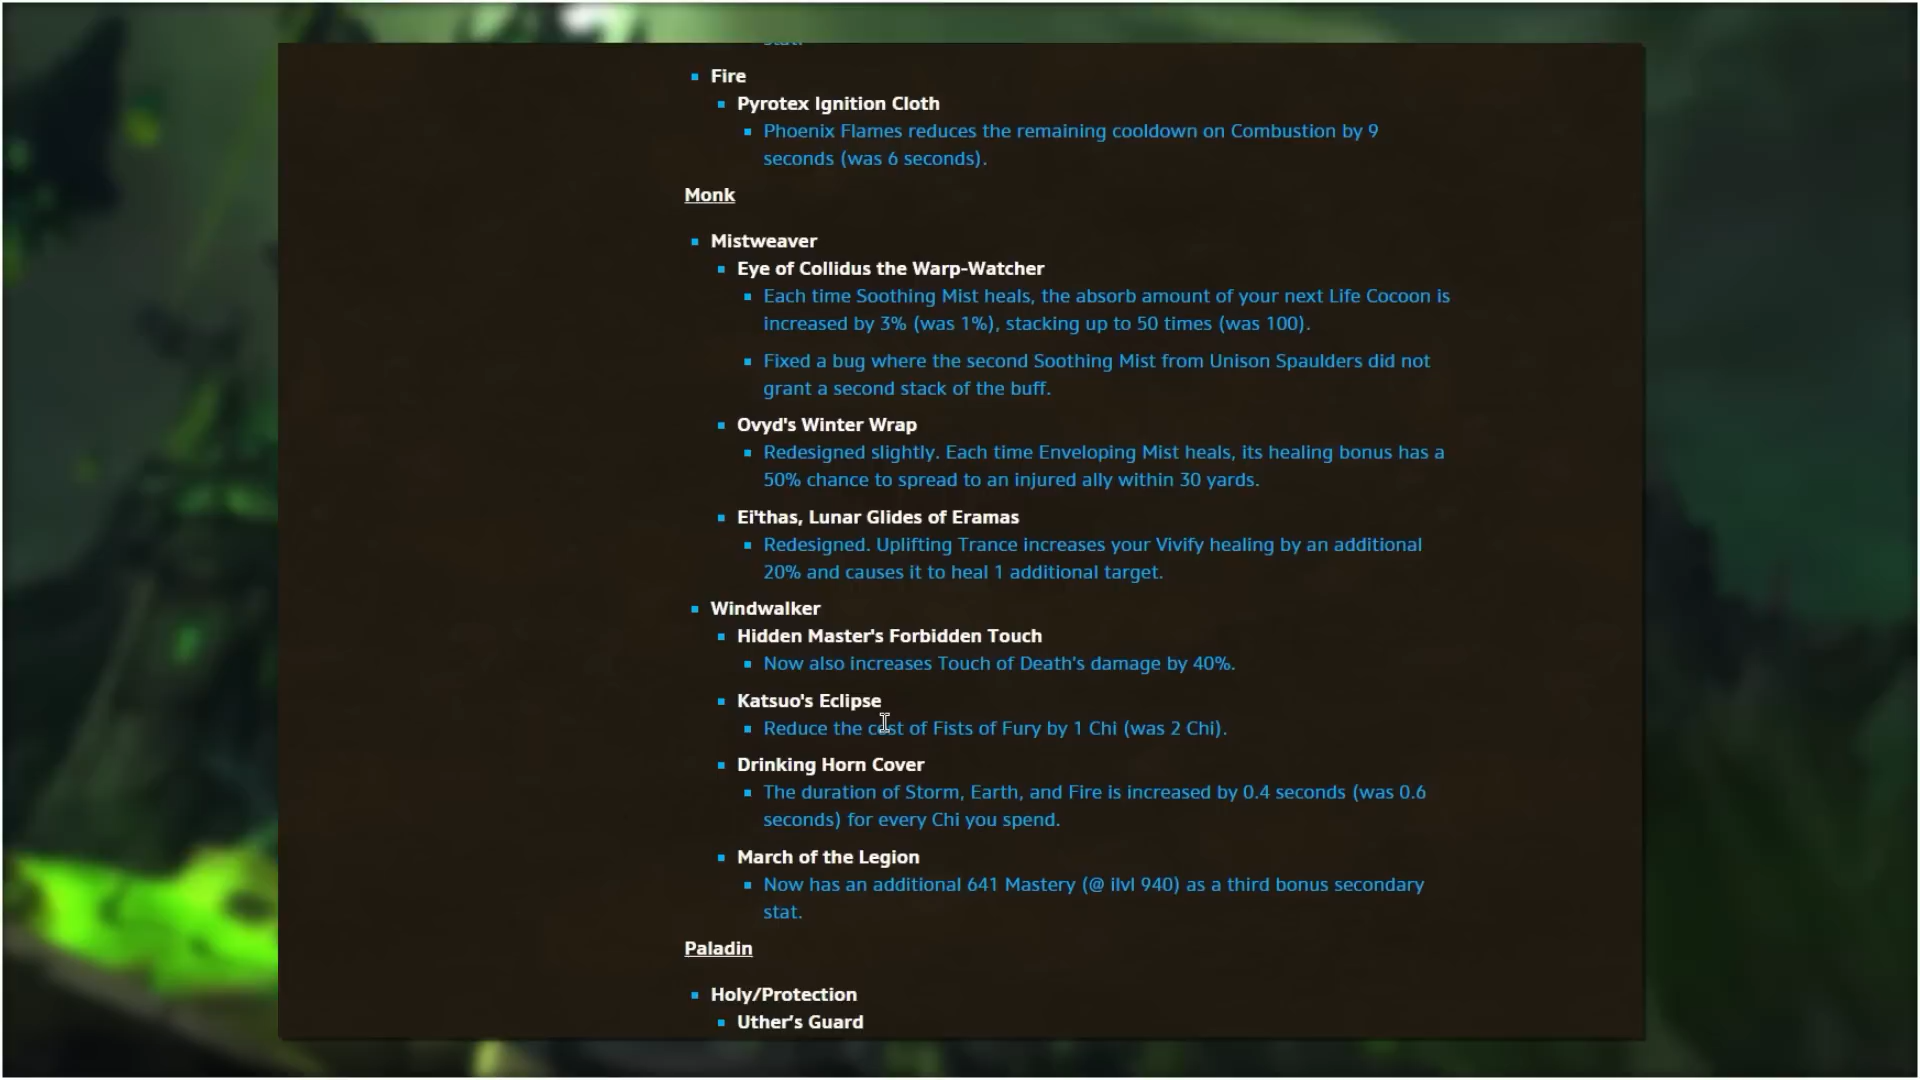 stat.
Fire
Pyrotex Ignition Cloth
Phoenix Flames reduces the remaining cooldown on Combustion by 9
seconds (was 6 seconds).
Monk
Mistweaver
Eye of Collidus the Warp-Watcher
Each time Soothing Mist heals, the absorb amount of your next Life Cocoon is
increased by 3% (was 1%), stacking up to 50 times (was 100).
Fixed a bug where the second Soothing Mist from Unison Spaulders did not
grant a second stack of the buff.
Ovyd's Winter Wrap
Redesigned slightly. Each time Enveloping Mist heals, its healing bonus has a
50% chance to spread to an injured ally within 30 yards.
Ei'thas, Lunar Glides of Eramas
Redesigned. Uplifting Trance increases your Vivify healing by an additional
20% and causes it to heal 1 additional target.
Windwalker
Hidden Master's Forbidden Touch
Now also increases Touch of Death's damage by 40%.
Katsuo's Eclipse
Reduce the cost of Fists of Fury by 1 Chi (was 2 Chi).
Drinking Horn Cover
The duration of Storm, Earth, and Fire is increased by 0.4 seconds (was 0.6
seconds) for every Chi you spend.
March of the Legion
Now has an additional 641 Mastery (@ ilvl 940) as a third bonus secondary
stat.
Paladin
Holy/Protection
Uther’s Guard